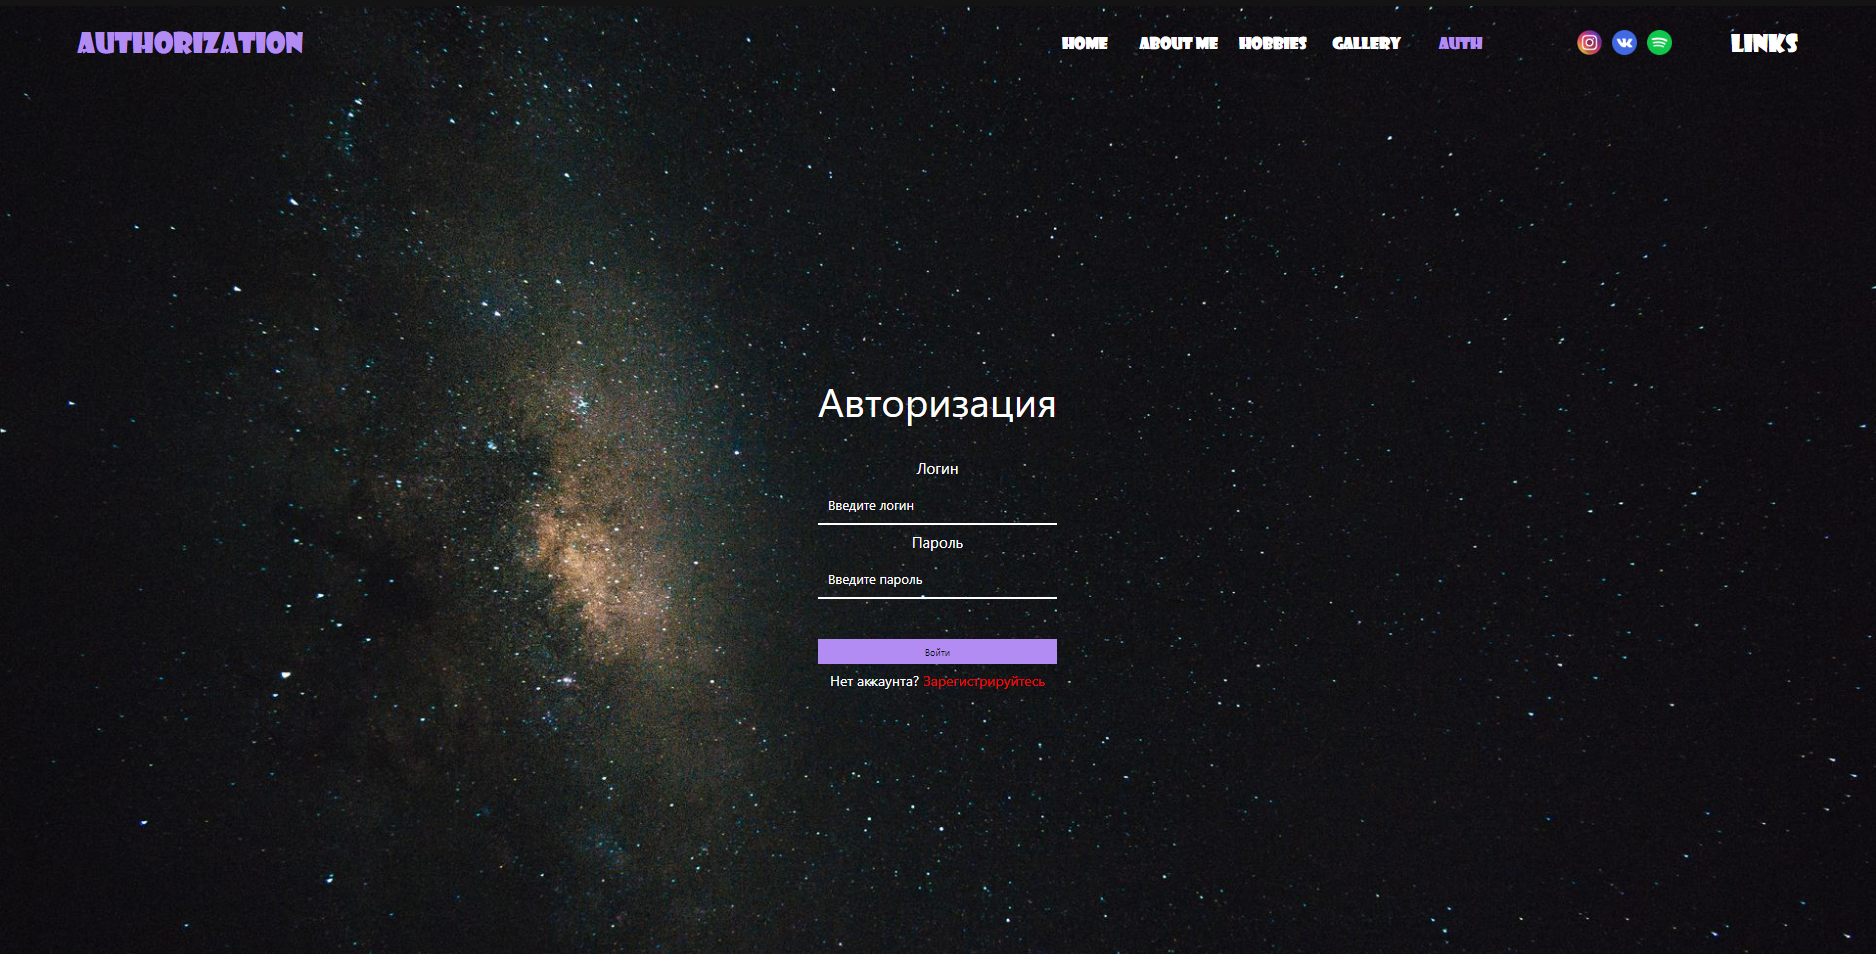 AUTHORIZATION
HOME ABOUT ME HOBBIES GALLERY AUTH LINKS
Авторизация
Логин
Введите логин
Пароль
Введите пароль
Войти
Нет аккаунта? Зарегистрируйтесь